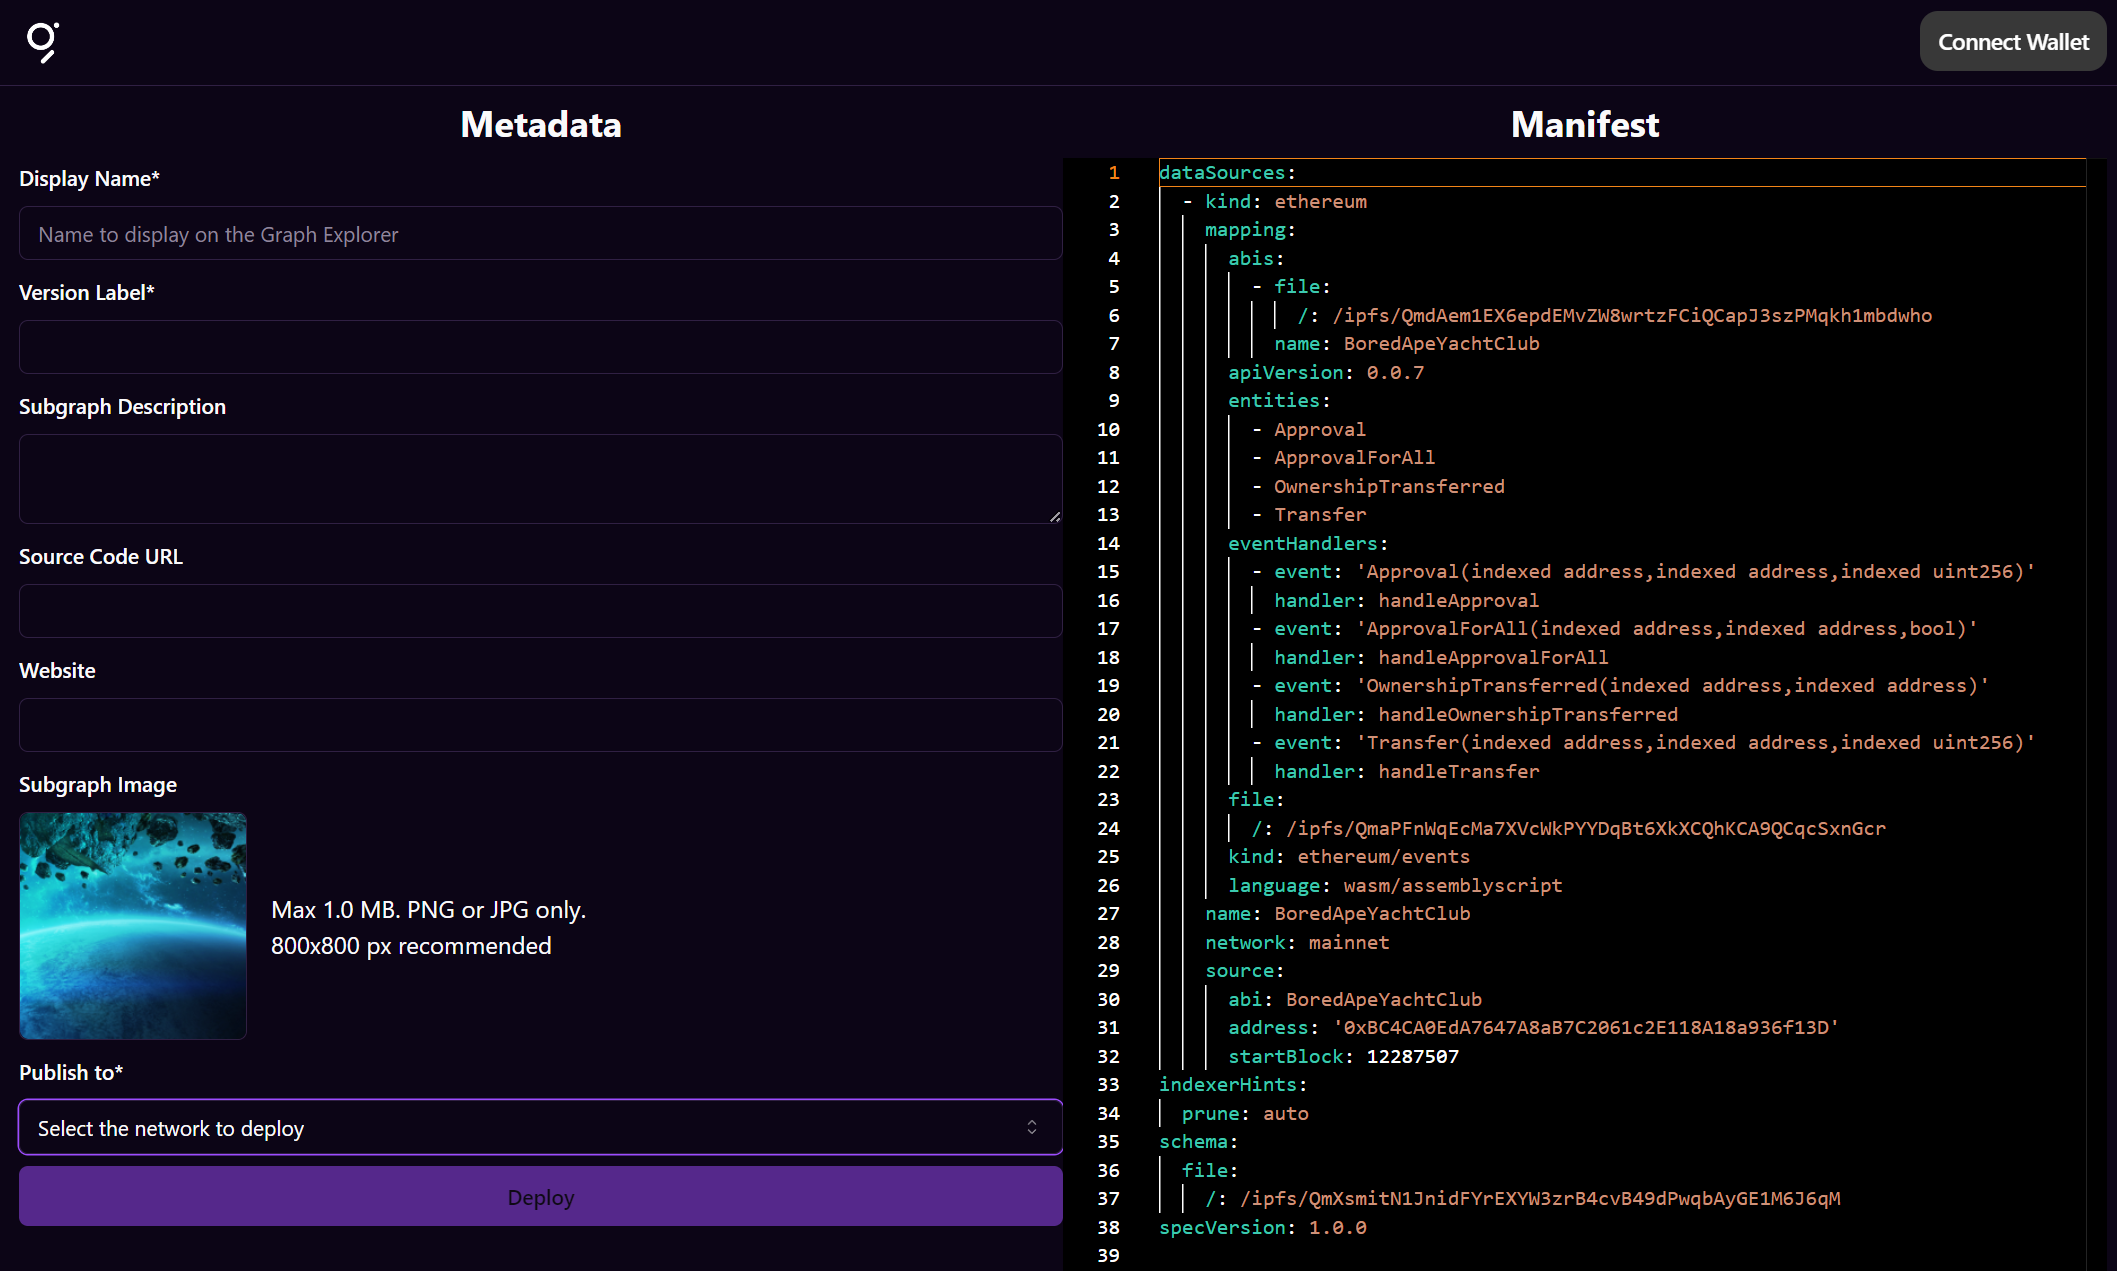 Connect Wallet
Metadata
Display Name*
Name to display on the Graph Explorer
Version Label*
Subgraph Description
Source Code URL
Website
Subgraph Image
Max 1.0 MB. PNG or JPG only.
800x800 px recommended
Publish to*
Select the network to deploy
Deploy
Manifest
1 dataSources:
2 - kind: ethereum
3 mapping:
4 abis:
5 - file:
6 /: /ipfs/QmdAem1EX6epdEMvZW8wrtzFCiQCapJ3szPMqkh1mbdwho
7 name: BoredApeYachtClub
8 apiVersion: 0.0.7
9 entities:
10 - Approval
11 - ApprovalForAll
12 - OwnershipTransferred
13 - Transfer
14 eventHandlers:
15 - event: 'Approval(indexed address,indexed address,indexed uint256)'
16 handler: handleApproval
17 - event: 'ApprovalForAll(indexed address,indexed address,bool)'
18 handler: handleApprovalForAll
19 - event: 'OwnershipTransferred(indexed address,indexed address)'
20 handler: handleOwnershipTransferred
21 - event: 'Transfer(indexed address,indexed address,indexed uint256)'
22 handler: handleTransfer
23 file:
24 /: /ipfs/QmaPFnWqEcMa7XVcWkPYYDqBt6XkXCQhKCA9QCqcSxnGcr
25 kind: ethereum/events
26 language: wasm/assemblyscript
27 name: BoredApeYachtClub
28 network: mainnet
29 source:
30 abi: BoredApeYachtClub
31 address: '0xBC4CA0EdA7647A8aB7C2061c2E118A18a936f13D'
32 startBlock: 12287507
33 indexerHints:
34 prune: auto
35 schema:
36 file:
37 /: /ipfs/QmXsmitN1JnidFYrEXYW3zrB4cvB49dPwqbAyGE1M6J6qM
38 specVersion: 1.0.0
39